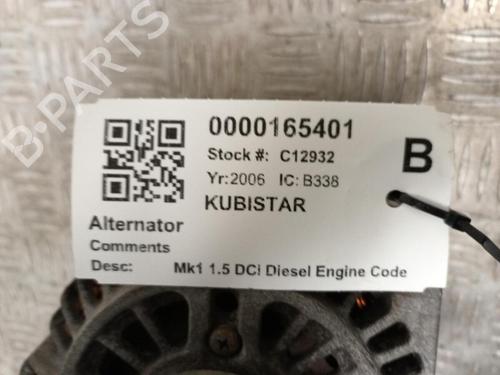 0000165401
Stock #: C12932
B
Yr:2006 IC: B338
KUBISTAR
Alternator
Comments
Desc: Mk1 1.5 DCi Diesel Engine Code
B-PARTS